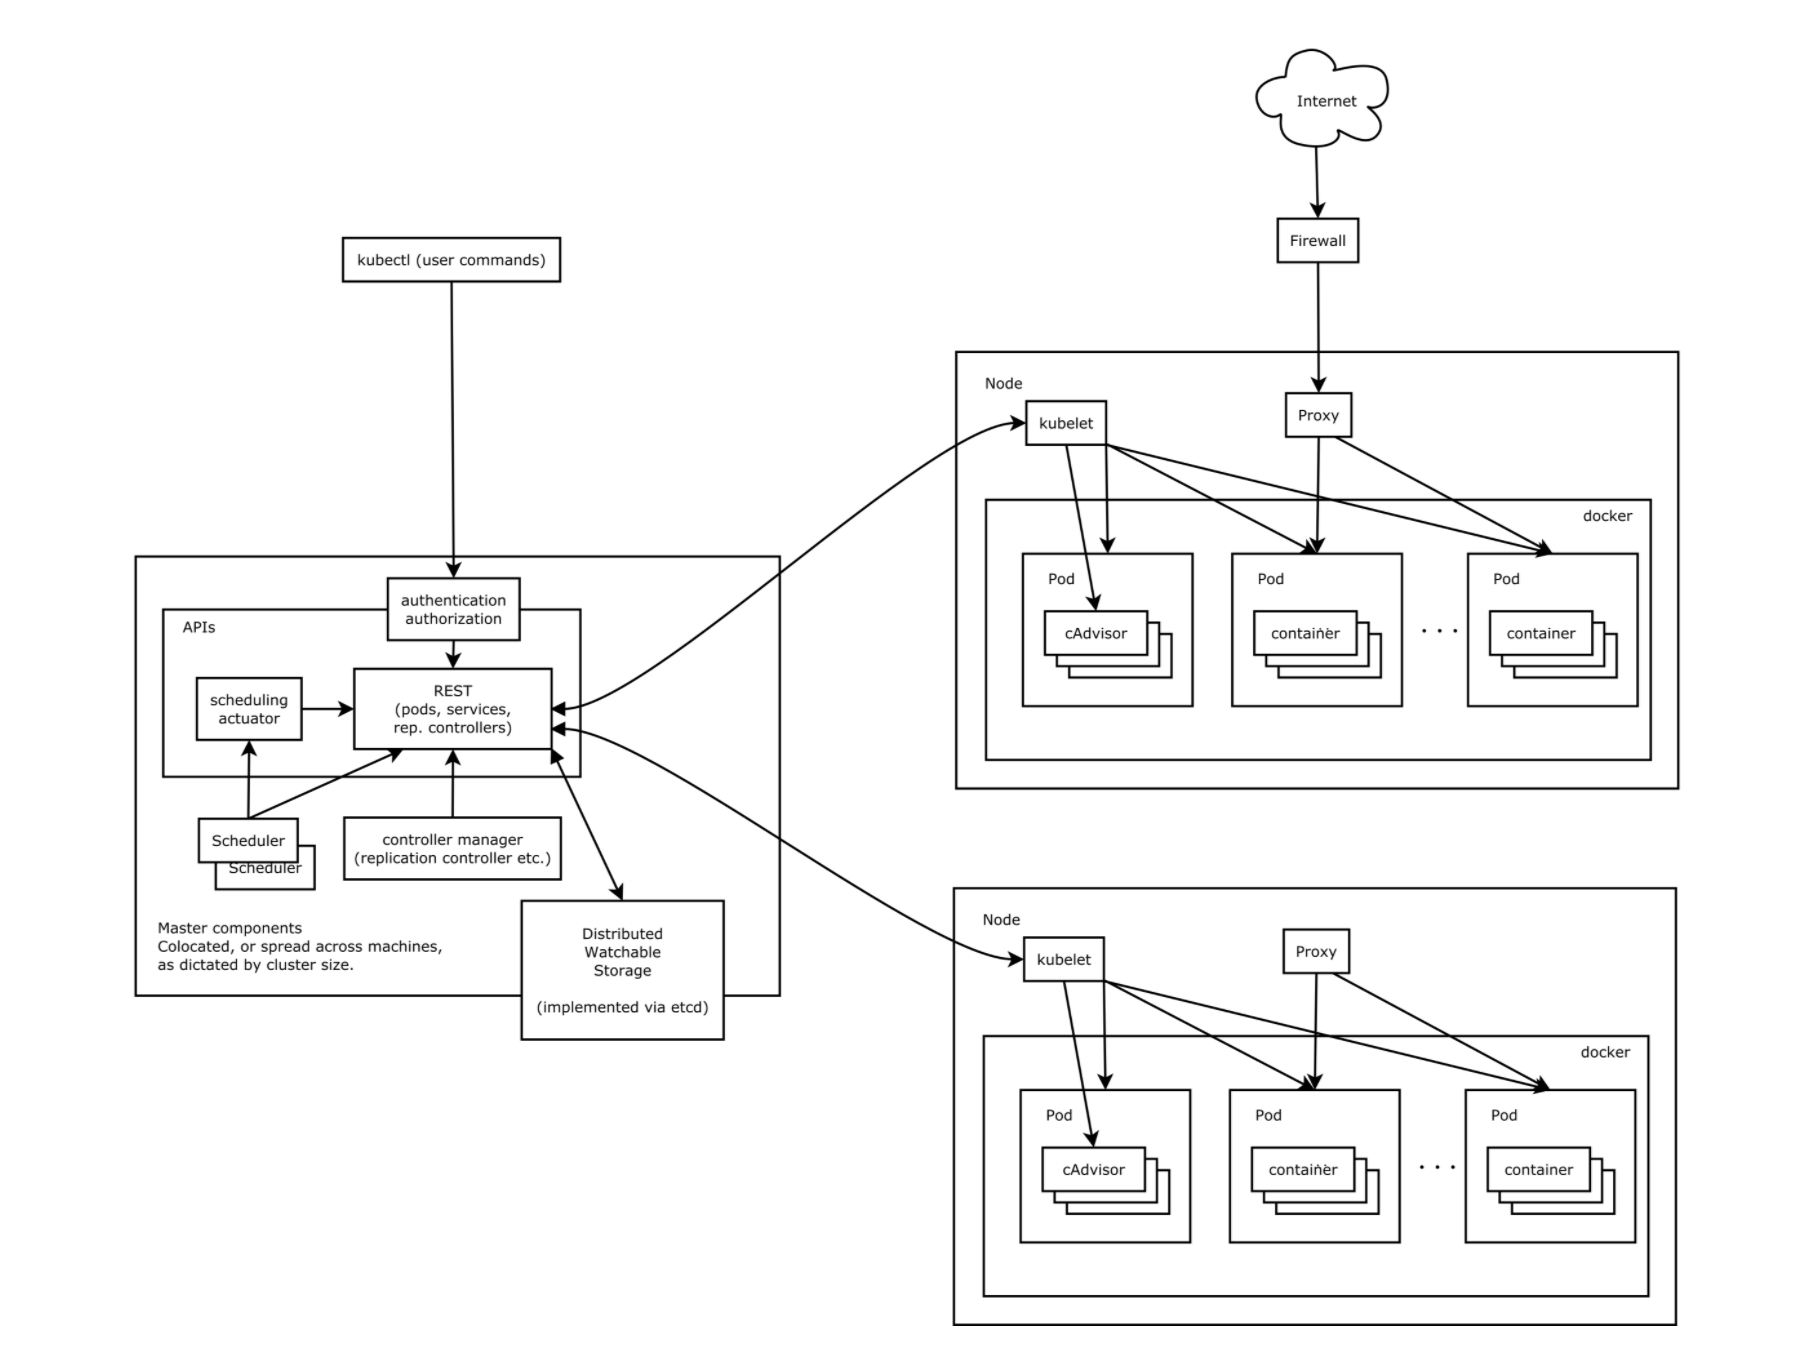 Internet
Firewall
kubectl (user commands)
Node
kubelet
Proxy
docker
Pod
cAdvisor
Pod
container
. . .
Pod
container
authentication
authorization
APIs
REST
(pods, services,
rep. controllers)
scheduling
actuator
Scheduler
Scheduler
controller manager
(replication controller etc.)
Master components
Colocated, or spread across machines,
as dictated by cluster size.
Distributed
Watchable
Storage
(implemented via etcd)
Node
kubelet
Proxy
docker
Pod
cAdvisor
Pod
container
. . .
Pod
container